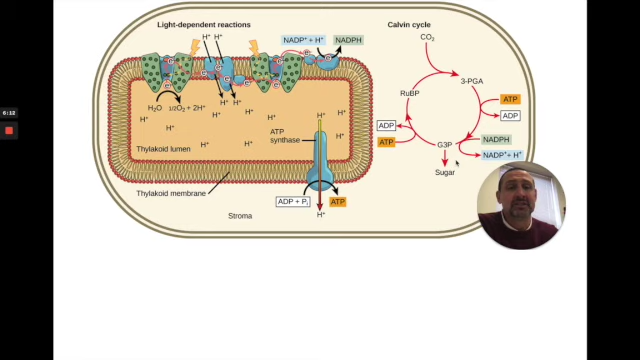 Light-dependent reactions
Calvin cycle
H⁺ H⁺
NADP⁺ + H⁺
NADPH
CO₂
e⁻
e⁻
e⁻
e⁻
e⁻
e⁻
e⁻
e⁻
3-PGA
RuBP
ATP
ADP
H⁺ H⁺
H₂O
1/2O₂ + 2H⁺
6:12
H⁺
H⁺
H⁺
H⁺
H⁺
H⁺
H⁺
H⁺
H⁺
H⁺
ADP
ATP
ATP
synthase
NADPH
NADP⁺+ H⁺
G3P
Thylakoid lumen
Sugar
Thylakoid membrane
ADP + Pᵢ
ATP
Stroma
H⁺